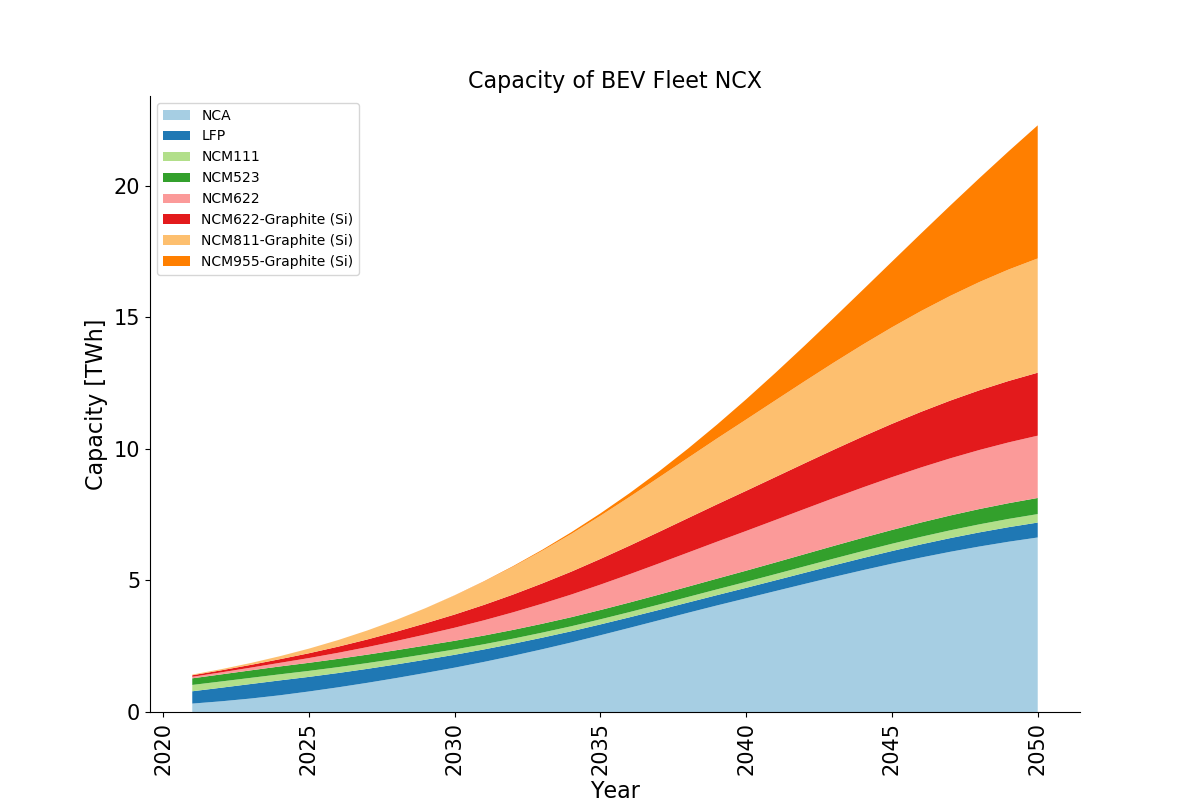 Capacity of BEV Fleet NCX
NCA
LFP
NCM111
NCM523
NCM622
NCM622-Graphite (Si)
NCM811-Graphite (Si)
NCM955-Graphite (Si)
Capacity [TWh]
20
15
10
5
0
2020
2025
2030
2035
2040
2045
2050
Year